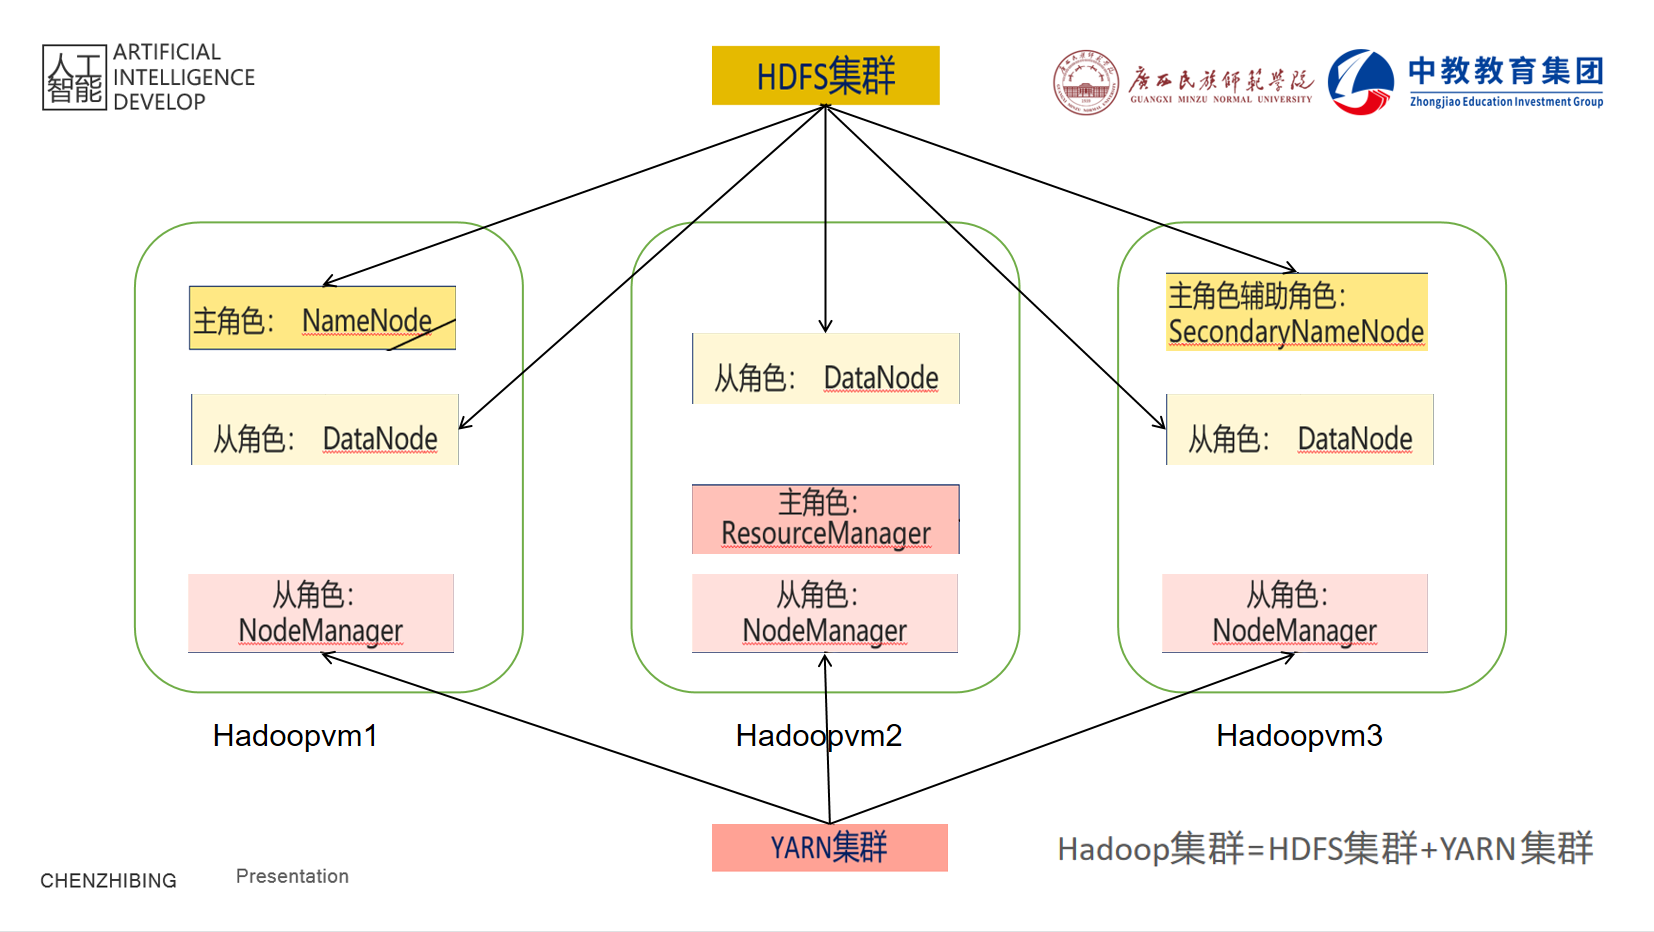 人工智能
ARTIFICIAL
INTELLIGENCE
DEVELOP
HDFS集群
广西民族師範學院
GUANGXI MINZU NORMAL UNIVERSITY
中教教育集团
Zhongjiao Education Investment Group
主角色： NameNode
从角色： DataNode
从角色：
NodeManager
Hadoopvm1
从角色： DataNode
主角色：
ResourceManager
从角色：
NodeManager
Hadoopvm2
主角色辅助角色：
SecondaryNameNode
从角色： DataNode
从角色：
NodeManager
Hadoopvm3
YARN集群
Hadoop集群=HDFS集群+YARN集群
CHENZHIBING
Presentation